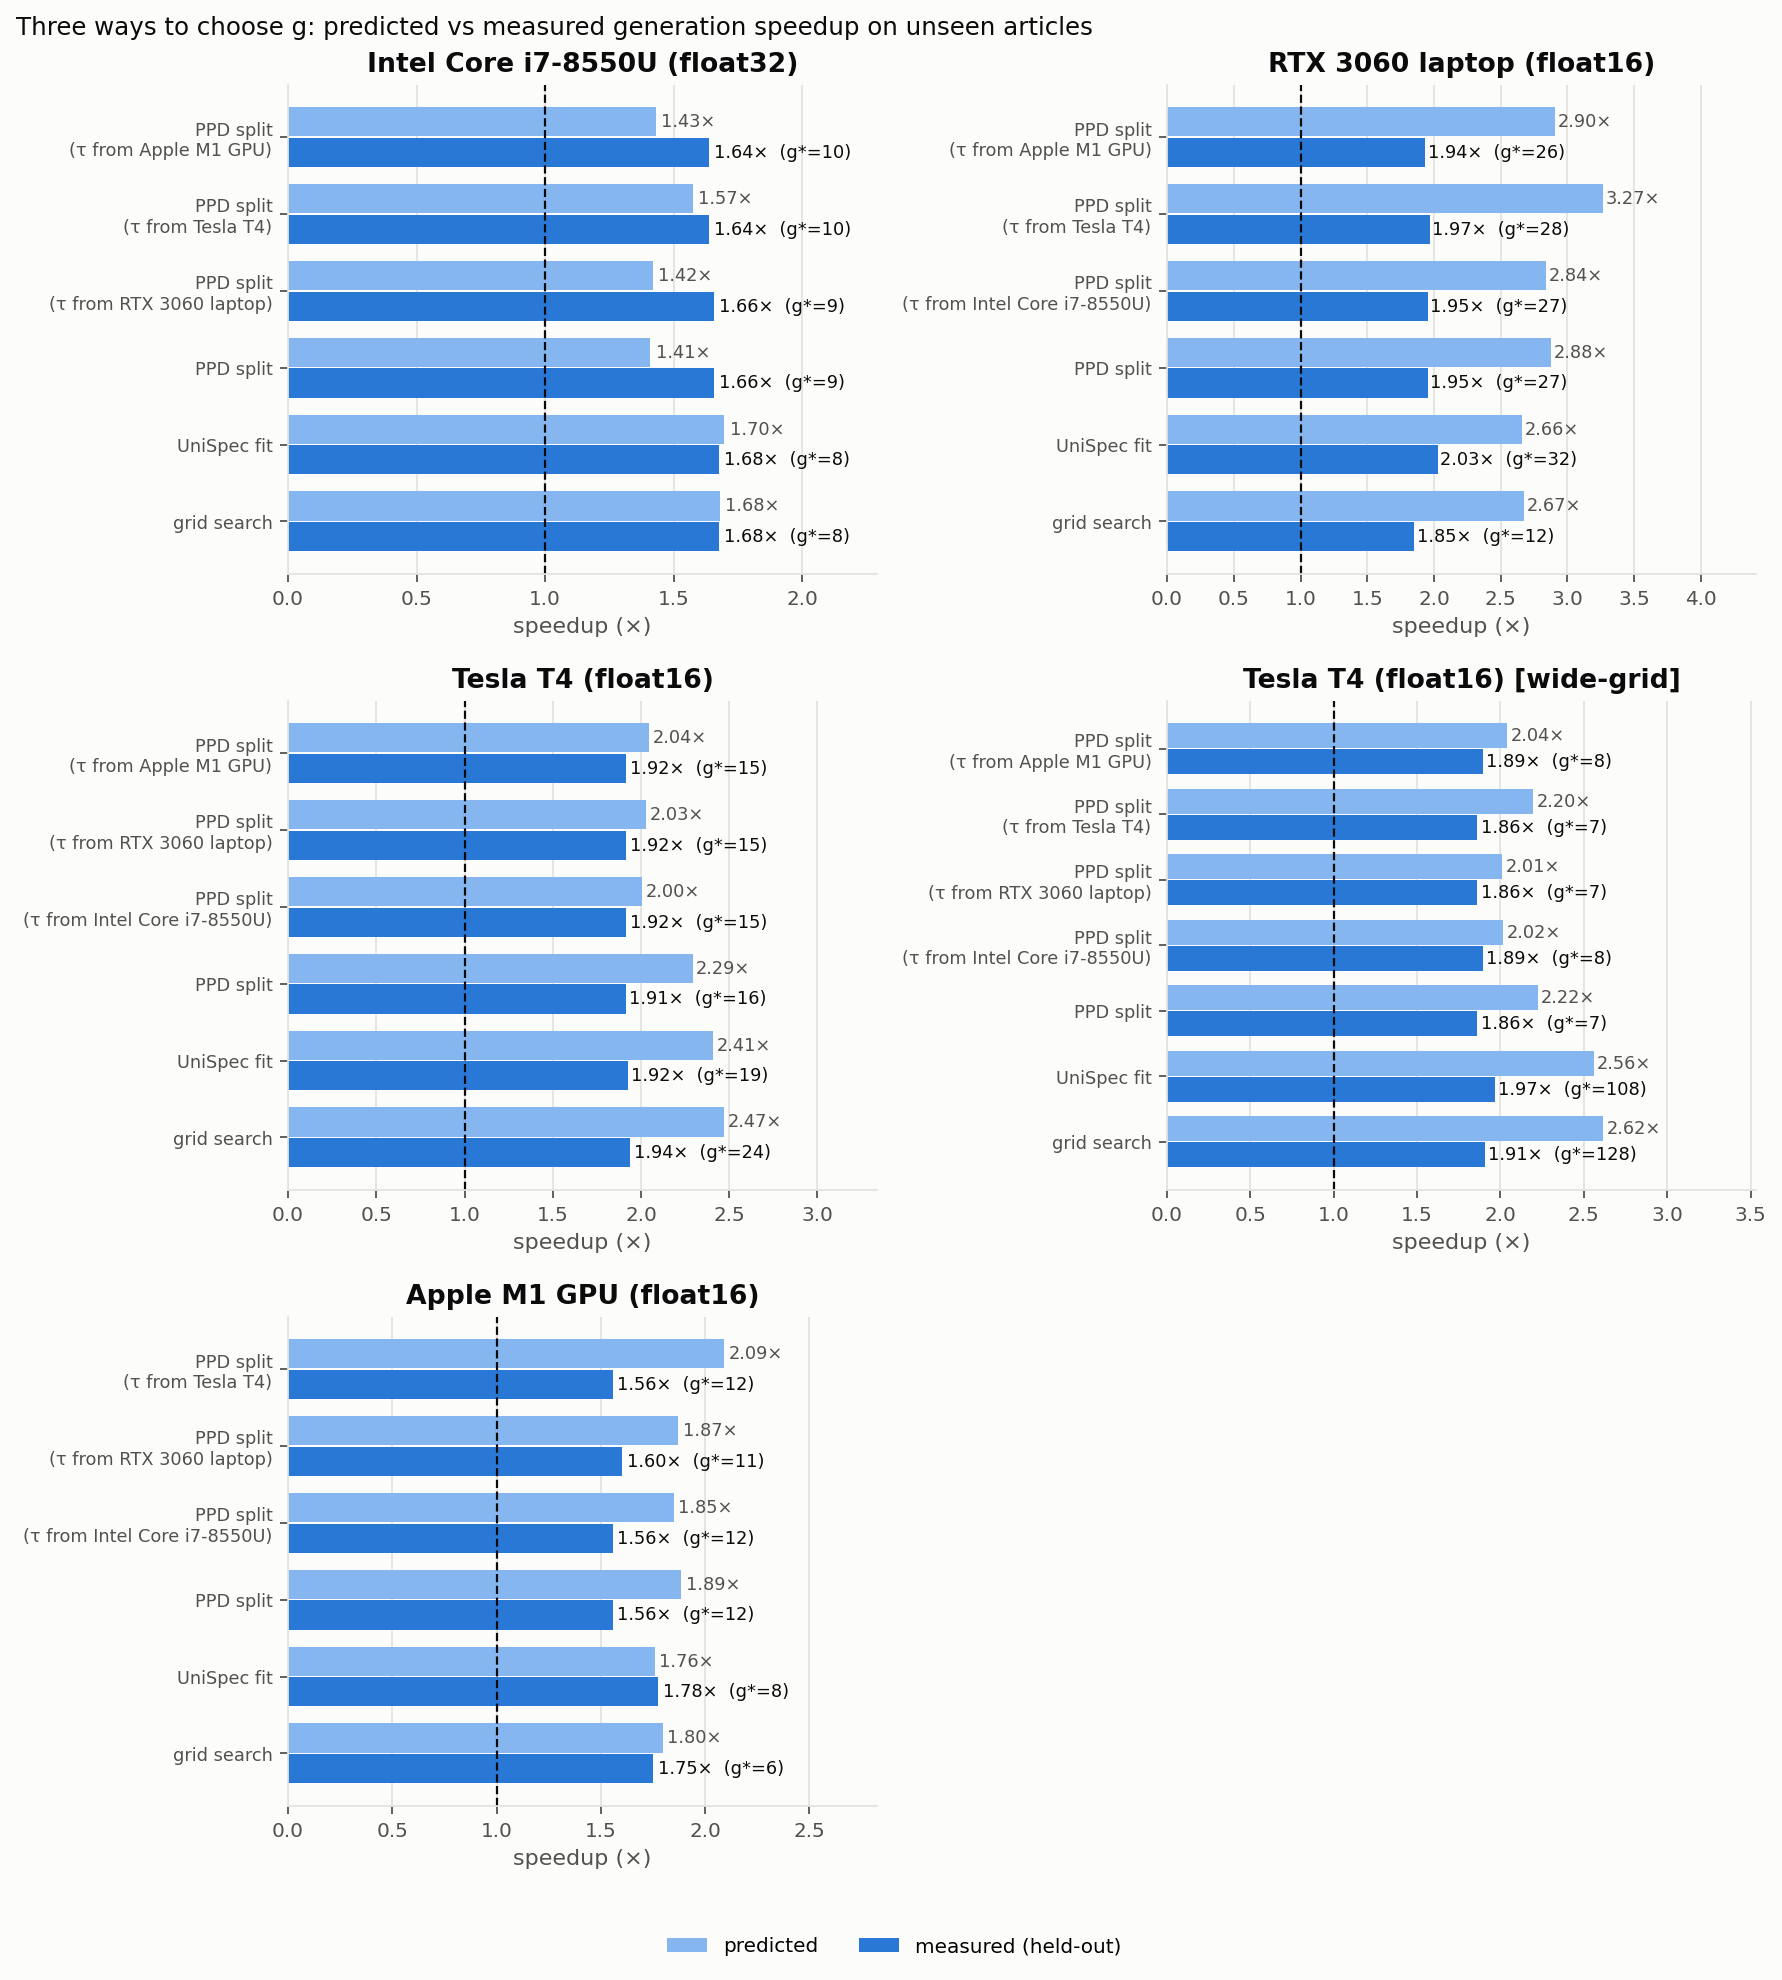 Three ways to choose g: predicted vs measured generation speedup on unseen articles
Intel Core i7-8550U (float32)
PPD split
(τ from Apple M1 GPU)
1.43×
1.64× (g*=10)
PPD split
(τ from Tesla T4)
1.57×
1.64× (g*=10)
PPD split
(τ from RTX 3060 laptop)
1.42×
1.66× (g*=9)
PPD split
1.41×
1.66× (g*=9)
UniSpec fit
1.70×
1.68× (g*=8)
grid search
1.68×
1.68× (g*=8)
0.0 0.5 1.0 1.5 2.0
speedup (×)
RTX 3060 laptop (float16)
PPD split
(τ from Apple M1 GPU)
2.90×
1.94× (g*=26)
PPD split
(τ from Tesla T4)
3.27×
1.97× (g*=28)
PPD split
(τ from Intel Core i7-8550U)
2.84×
1.95× (g*=27)
PPD split
2.88×
1.95× (g*=27)
UniSpec fit
2.66×
2.03× (g*=32)
grid search
2.67×
1.85× (g*=12)
0.0 0.5 1.0 1.5 2.0 2.5 3.0 3.5 4.0
speedup (×)
Tesla T4 (float16)
PPD split
(τ from Apple M1 GPU)
2.04×
1.92× (g*=15)
PPD split
(τ from RTX 3060 laptop)
2.03×
1.92× (g*=15)
PPD split
(τ from Intel Core i7-8550U)
2.00×
1.92× (g*=15)
PPD split
2.29×
1.91× (g*=16)
UniSpec fit
2.41×
1.92× (g*=19)
grid search
2.47×
1.94× (g*=24)
0.0 0.5 1.0 1.5 2.0 2.5 3.0
speedup (×)
Tesla T4 (float16) [wide-grid]
PPD split
(τ from Apple M1 GPU)
2.04×
1.89× (g*=8)
PPD split
(τ from Tesla T4)
2.20×
1.86× (g*=7)
PPD split
(τ from RTX 3060 laptop)
2.01×
1.86× (g*=7)
PPD split
(τ from Intel Core i7-8550U)
2.02×
1.89× (g*=8)
PPD split
2.22×
1.86× (g*=7)
UniSpec fit
2.56×
1.97× (g*=108)
grid search
2.62×
1.91× (g*=128)
0.0 0.5 1.0 1.5 2.0 2.5 3.0 3.5
speedup (×)
Apple M1 GPU (float16)
PPD split
(τ from Tesla T4)
2.09×
1.56× (g*=12)
PPD split
(τ from RTX 3060 laptop)
1.87×
1.60× (g*=11)
PPD split
(τ from Intel Core i7-8550U)
1.85×
1.56× (g*=12)
PPD split
1.89×
1.56× (g*=12)
UniSpec fit
1.76×
1.78× (g*=8)
grid search
1.80×
1.75× (g*=6)
0.0 0.5 1.0 1.5 2.0 2.5
speedup (×)
predicted
measured (held-out)